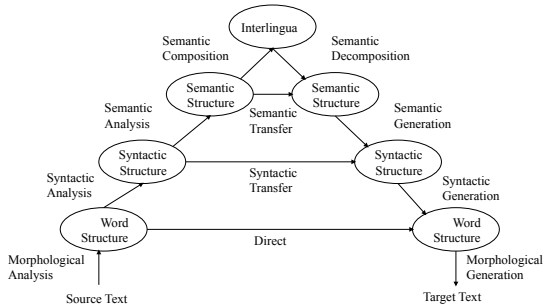 Interlingua
Semantic
Composition
Semantic
Decomposition
Semantic
Structure
Semantic
Structure
Semantic
Analysis
Semantic
Transfer
Semantic
Generation
Syntactic
Structure
Syntactic
Structure
Syntactic
Analysis
Syntactic
Transfer
Syntactic
Generation
Word
Structure
Word
Structure
Direct
Morphological
Analysis
Morphological
Generation
Source Text
Target Text